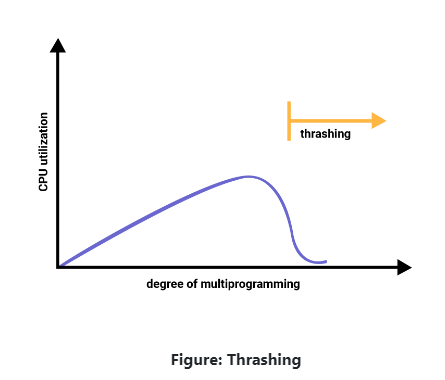 thrashing
CPU utilization
degree of multiprogramming
Figure: Thrashing